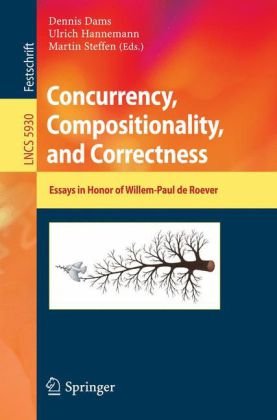 Dennis Dams
Ulrich Hannemann
Martin Steffen (Eds.)
Festschrift
LNCS 5930
Concurrency,
Compositionality,
and Correctness
Essays in Honor of Willem-Paul de Roever
Springer